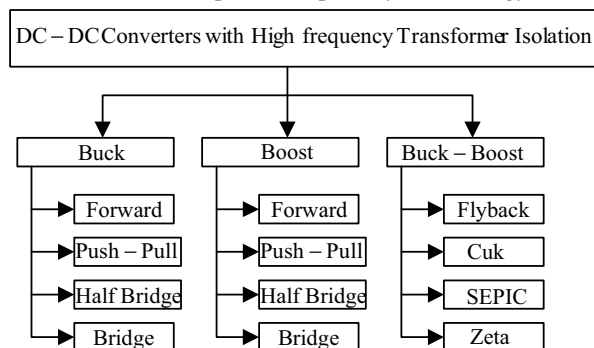 DC – DC Converters with High frequency Transformer Isolation
Buck
Forward
Push – Pull
Half Bridge
Bridge
Boost
Forward
Push – Pull
Half Bridge
Bridge
Buck – Boost
Flyback
Cuk
SEPIC
Zeta